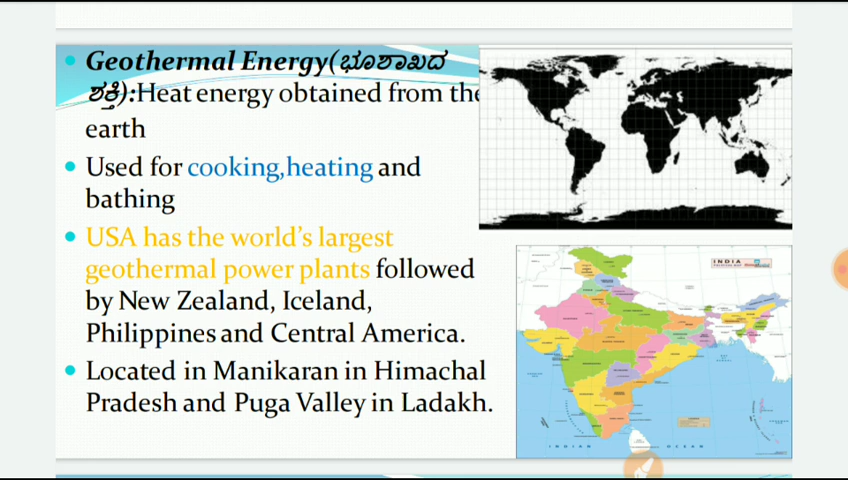 Geothermal Energy(ಭೂಶಾಖದ
ಶಕ್ತಿ):Heat energy obtained from the
earth
Used for cooking,heating and
bathing
USA has the world's largest
geothermal power plants followed
by New Zealand, Iceland,
Philippines and Central America.
Located in Manikaran in Himachal
Pradesh and Puga Valley in Ladakh.
INDIA